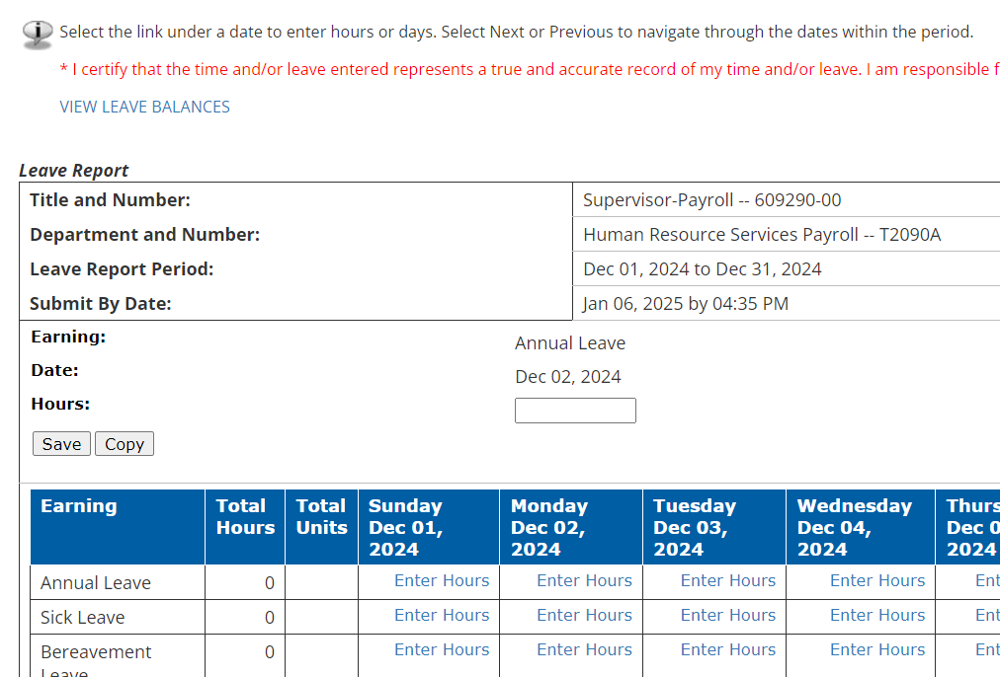 Select the link under a date to enter hours or days. Select Next or Previous to navigate through the dates within the period.
* I certify that the time and/or leave entered represents a true and accurate record of my time and/or leave. I am responsible f
VIEW LEAVE BALANCES
Leave Report
Title and Number: Supervisor-Payroll -- 609290-00
Department and Number: Human Resource Services Payroll -- T2090A
Leave Report Period: Dec 01, 2024 to Dec 31, 2024
Submit By Date: Jan 06, 2025 by 04:35 PM
Earning: Annual Leave
Date: Dec 02, 2024
Hours:
Save Copy
Earning Total Sunday Monday Tuesday Wednesday Thurs
Hours Units Dec 01, Dec 02, Dec 03, Dec 04, Dec 0
2024 2024 2024 2024 2024
Annual Leave 0 Enter Hours Enter Hours Enter Hours Enter Hours Ent
Sick Leave 0 Enter Hours Enter Hours Enter Hours Enter Hours Ent
Bereavement 0 Enter Hours Enter Hours Enter Hours Enter Hours Ent
Leave